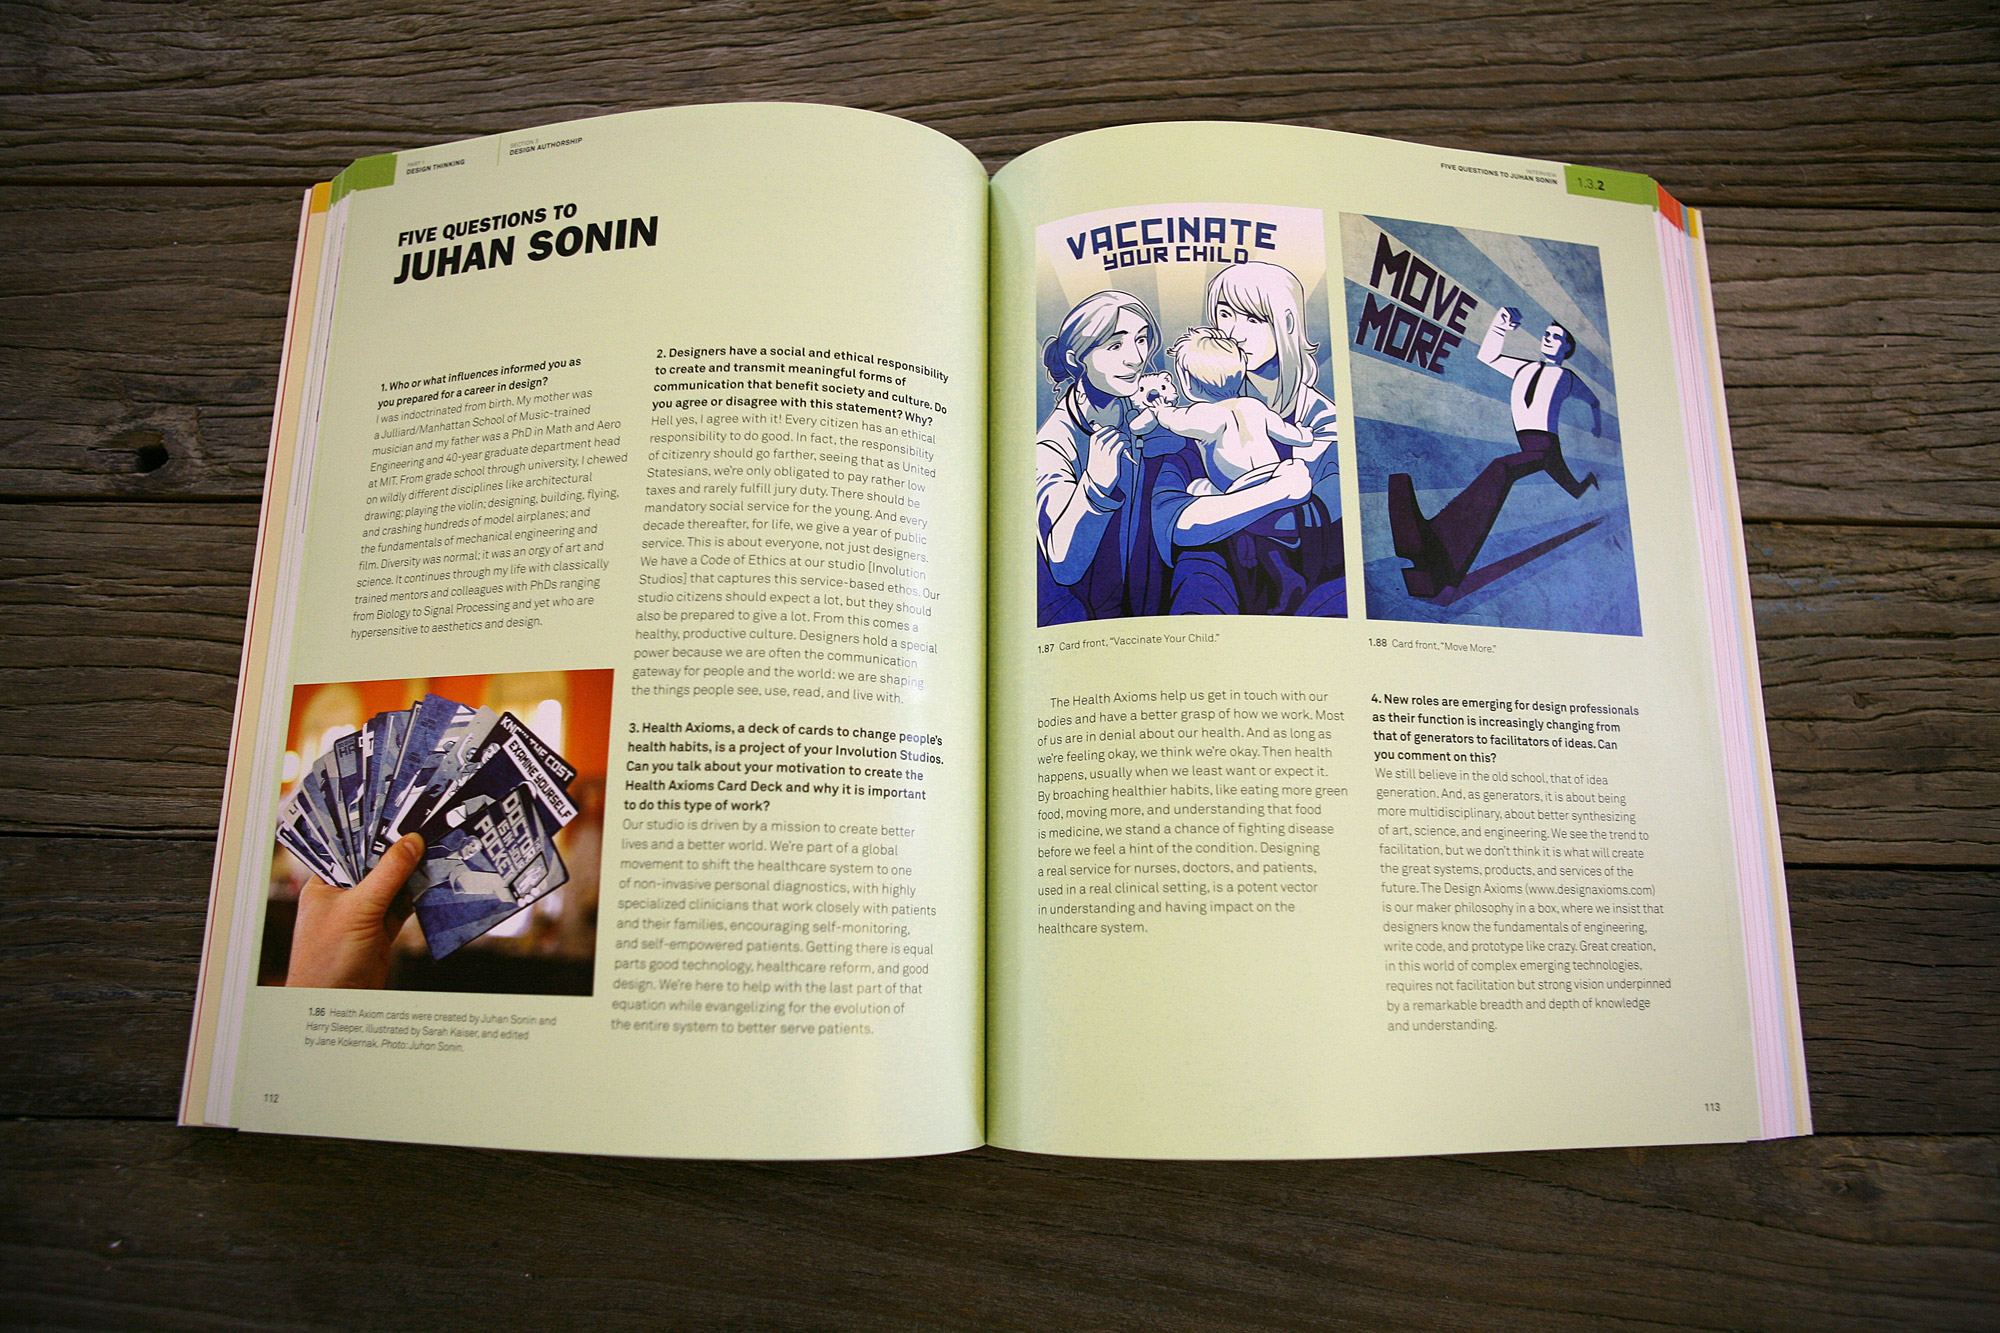 PART 1
DESIGN THINKING
SECTION 3
DESIGN AUTHORSHIP
FIVE QUESTIONS TO
JUHAN SONIN
1. Who or what influences informed you as
you prepared for a career in design?
I was indoctrinated from birth. My mother was
a Julliard/Manhattan School of Music-trained
musician and my father was a PhD in Math and Aero
Engineering and 40-year graduate department head
at MIT. From grade school through university, I chewed
on wildly different disciplines like architectural
drawing; playing the violin; designing, building, flying,
and crashing hundreds of model airplanes; and
the fundamentals of mechanical engineering and
film. Diversity was normal; it was an orgy of art and
science. It continues through my life with classically
trained mentors and colleagues with PhDs ranging
from Biology to Signal Processing and yet who are
hypersensitive to aesthetics and design.
KNOW THE COST
EXAMINE YOURSELF
DOCTOR
IS IN YOUR
POCKET
1.86 Health Axiom cards were created by Juhan Sonin and
Harry Sleeper, illustrated by Sarah Kaiser, and edited
by Jane Kokernak. Photo: Juhan Sonin.
112
2. Designers have a social and ethical responsibility
to create and transmit meaningful forms of
communication that benefit society and culture. Do
you agree or disagree with this statement? Why?
Hell yes, I agree with it! Every citizen has an ethical
responsibility to do good. In fact, the responsibility
of citizenry should go farther, seeing that as United
Statesians, we're only obligated to pay rather low
taxes and rarely fulfill jury duty. There should be
mandatory social service for the young. And every
decade thereafter, for life, we give a year of public
service. This is about everyone, not just designers.
We have a Code of Ethics at our studio [Involution
Studios] that captures this service-based ethos. Our
studio citizens should expect a lot, but they should
also be prepared to give a lot. From this comes a
healthy, productive culture. Designers hold a special
power because we are often the communication
gateway for people and the world: we are shaping
the things people see, use, read, and live with.
3. Health Axioms, a deck of cards to change people's
health habits, is a project of your Involution Studios.
Can you talk about your motivation to create the
Health Axioms Card Deck and why it is important
to do this type of work?
Our studio is driven by a mission to create better
lives and a better world. We're part of a global
movement to shift the healthcare system to one
of non-invasive personal diagnostics, with highly
specialized clinicians that work closely with patients
and their families, encouraging self-monitoring,
and self-empowered patients. Getting there is equal
parts good technology, healthcare reform, and good
design. We're here to help with the last part of that
equation while evangelizing for the evolution of
the entire system to better serve patients.
INTERVIEW
FIVE QUESTIONS TO JUHAN SONIN
1.3.2
VACCINATE
YOUR CHILD
MOVE
MORE
1.87 Card front, "Vaccinate Your Child."
1.88 Card front, "Move More."
The Health Axioms help us get in touch with our
bodies and have a better grasp of how we work. Most
of us are in denial about our health. And as long as
we're feeling okay, we think we're okay. Then health
happens, usually when we least want or expect it.
By broaching healthier habits, like eating more green
food, moving more, and understanding that food
is medicine, we stand a chance of fighting disease
before we feel a hint of the condition. Designing
a real service for nurses, doctors, and patients,
used in a real clinical setting, is a potent vector
in understanding and having impact on the
healthcare system.
4. New roles are emerging for design professionals
as their function is increasingly changing from
that of generators to facilitators of ideas. Can
you comment on this?
We still believe in the old school, that of idea
generation. And, as generators, it is about being
more multidisciplinary, about better synthesizing
of art, science, and engineering. We see the trend to
facilitation, but we don't think it is what will create
the great systems, products, and services of the
future. The Design Axioms (www.designaxioms.com)
is our maker philosophy in a box, where we insist that
designers know the fundamentals of engineering,
write code, and prototype like crazy. Great creation,
in this world of complex emerging technologies,
requires not facilitation but strong vision underpinned
by a remarkable breadth and depth of knowledge
and understanding.
113